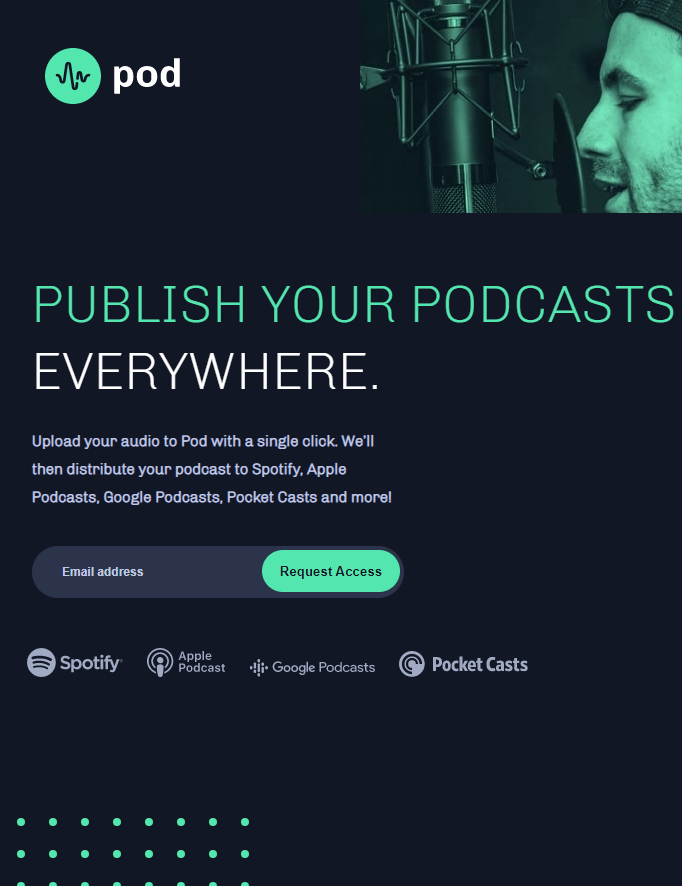 pod
PUBLISH YOUR PODCASTS
EVERYWHERE.
Upload your audio to Pod with a single click. We’ll
then distribute your podcast to Spotify, Apple
Podcasts, Google Podcasts, Pocket Casts and more!
Email address
Request Access
Spotify
Apple
Podcast
Google Podcasts
Pocket Casts